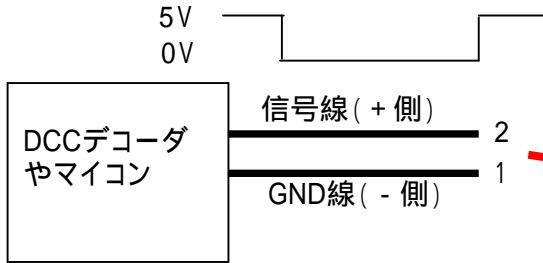 5V
0V
信号線(+側)
DCCデコーダ
やマイコン
2
1
GND線(-側)